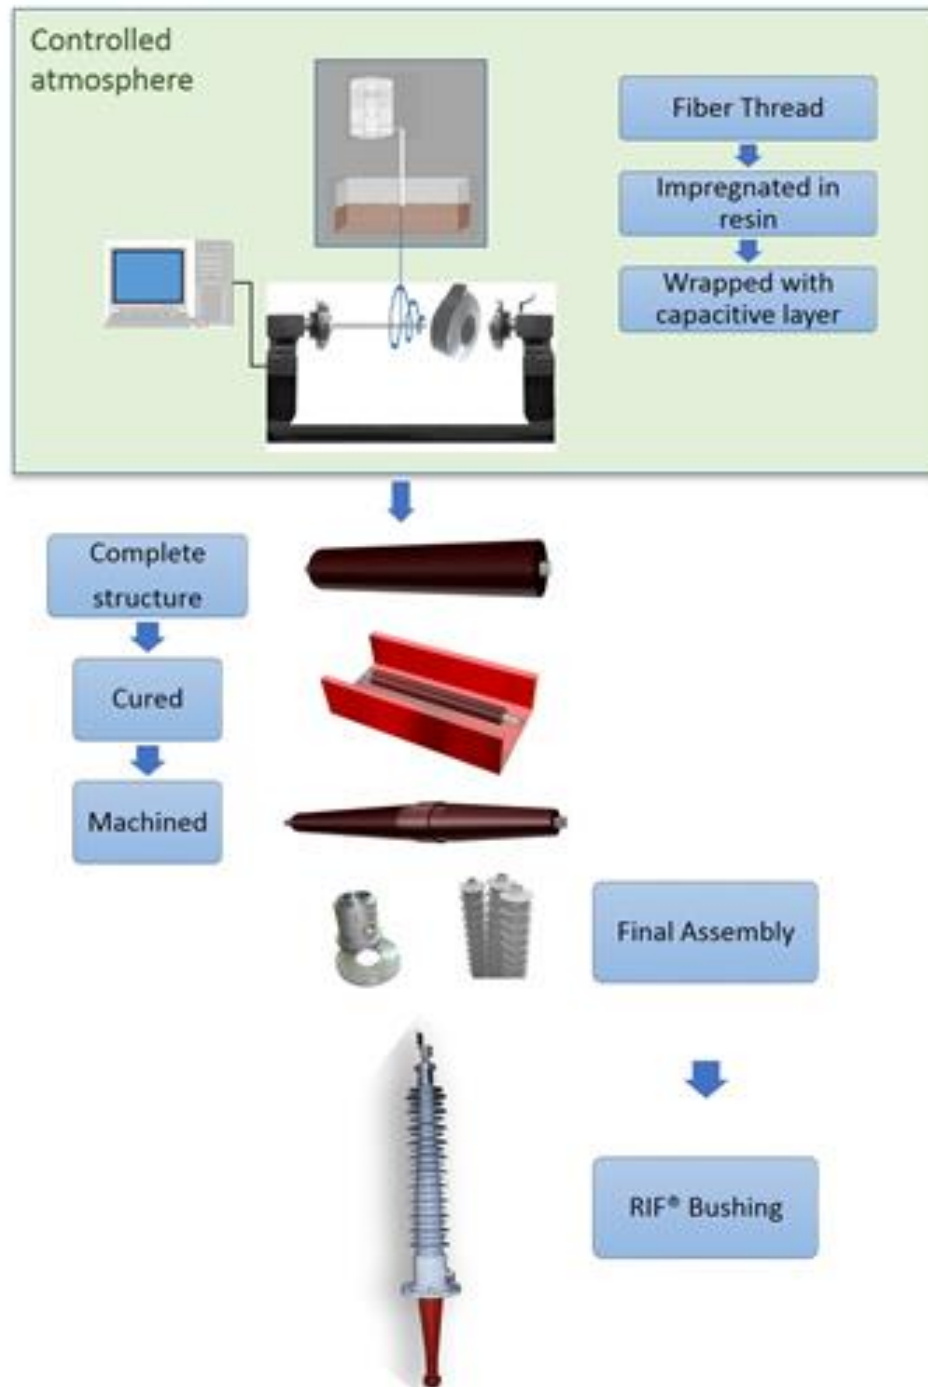 Controlled
atmosphere
Fiber Thread
Impregnated in
resin
Wrapped with
capacitive layer
Complete
structure
Cured
Machined
Final Assembly
RIF® Bushing